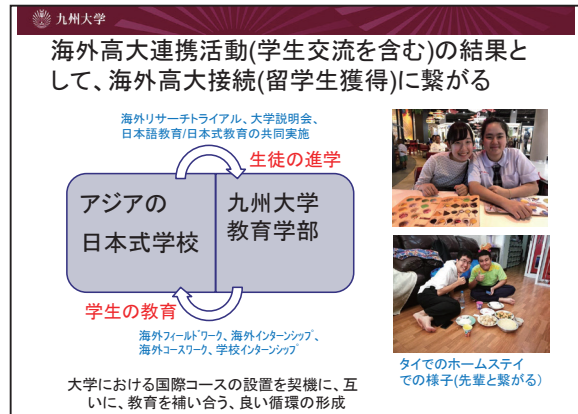 九州大学
海外高大連携活動(学生交流を含む)の結果と
して、海外高大接続(留学生獲得)に繋がる
海外リサーチトライアル、大学説明会、
日本語教育/日本式教育の共同実施
生徒の進学
アジアの
日本式学校
九州大学
教育学部
学生の教育
海外フィールドワーク、海外インターンシップ、
海外コースワーク、学校インターンシップ
タイでのホームステイ
での様子(先輩と繋がる)
大学における国際コースの設置を契機に、互
いに、教育を補い合う、良い循環の形成